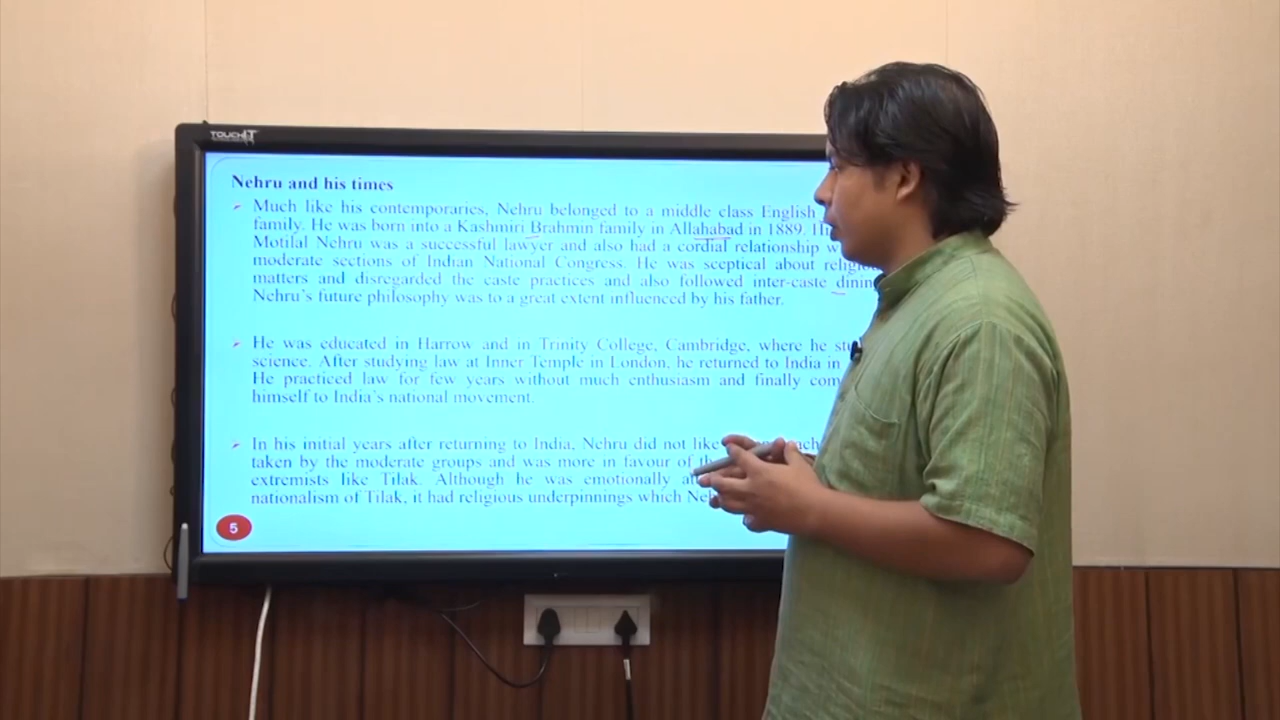 TOUCHIT
Nehru and his times
Much like his contemporaries, Nehru belonged to a middle class English
family. He was born into a Kashmiri Brahmin family in Allahabad in 1889.
Motilal Nehru was a successful lawyer and also had a cordial relationship
moderate sections of Indian National Congress. He was sceptical about
matters and disregarded the caste practices and also followed inter-caste dining
Nehru's future philosophy was to a great extent influenced by his father.
He was educated in Harrow and in Trinity College, Cambridge, where he
science. After studying law at Inner Temple in London, he returned to India in
He practiced law for few years without much enthusiasm and finally
himself to India's national movement.
In his initial years after returning to India, Nehru did not like
taken by the moderate groups and was more in favour of
extremists like Tilak. Although he was emotionally
nationalism of Tilak, it had religious underpinnings which
5